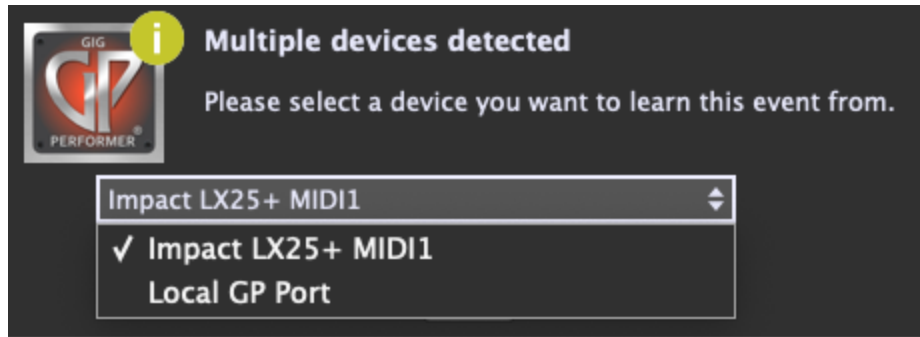 GIG
GP
PERFORMER®
i
Multiple devices detected
Please select a device you want to learn this event from.
Impact LX25+ MIDI1
✓ Impact LX25+ MIDI1
Local GP Port